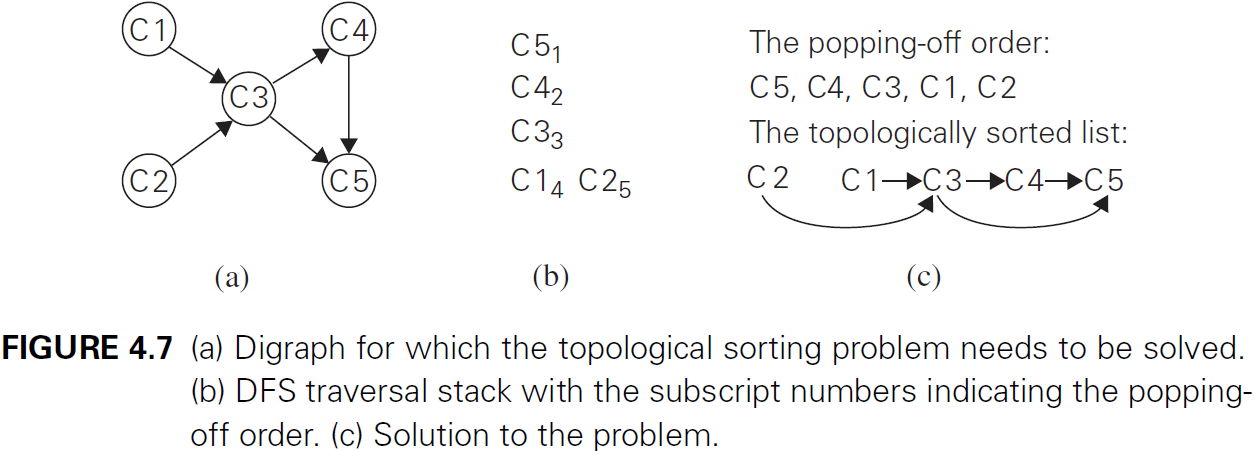 C1
C4
C3
C2
C5
(a)
C5₁
C4₂
C3₃
C1₄ C2₅
(b)
The popping-off order:
C5, C4, C3, C1, C2
The topologically sorted list:
C2 C1→C3→C4→C5
(c)
FIGURE 4.7 (a) Digraph for which the topological sorting problem needs to be solved.
(b) DFS traversal stack with the subscript numbers indicating the popping-
off order. (c) Solution to the problem.